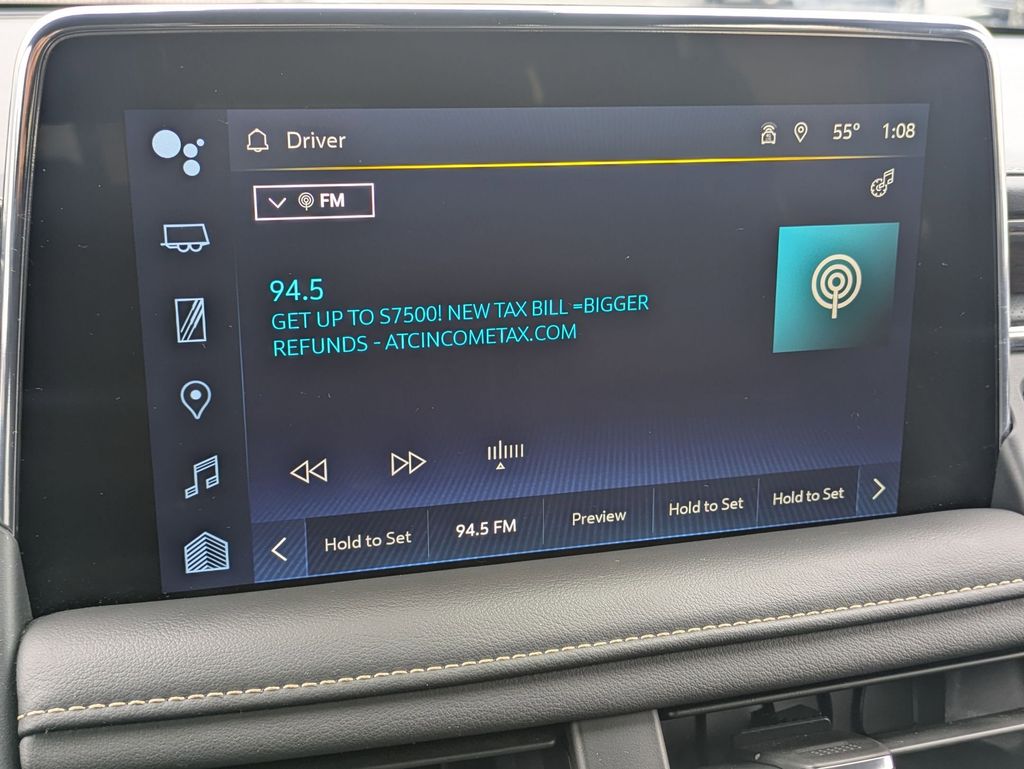 Driver
55° 1:08
FM
94.5
GET UP TO S7500! NEW TAX BILL =BIGGER
REFUNDS - ATCINCOMETAX.COM
Hold to Set 94.5 FM Preview Hold to Set Hold to Set